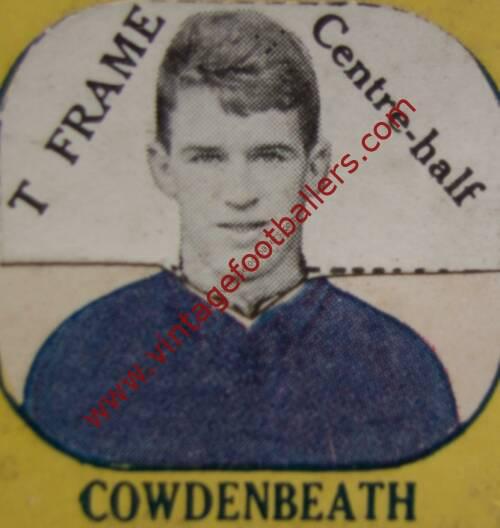 T FRAME
Centre-half
www.vintagefootballers.com
COWDENBEATH